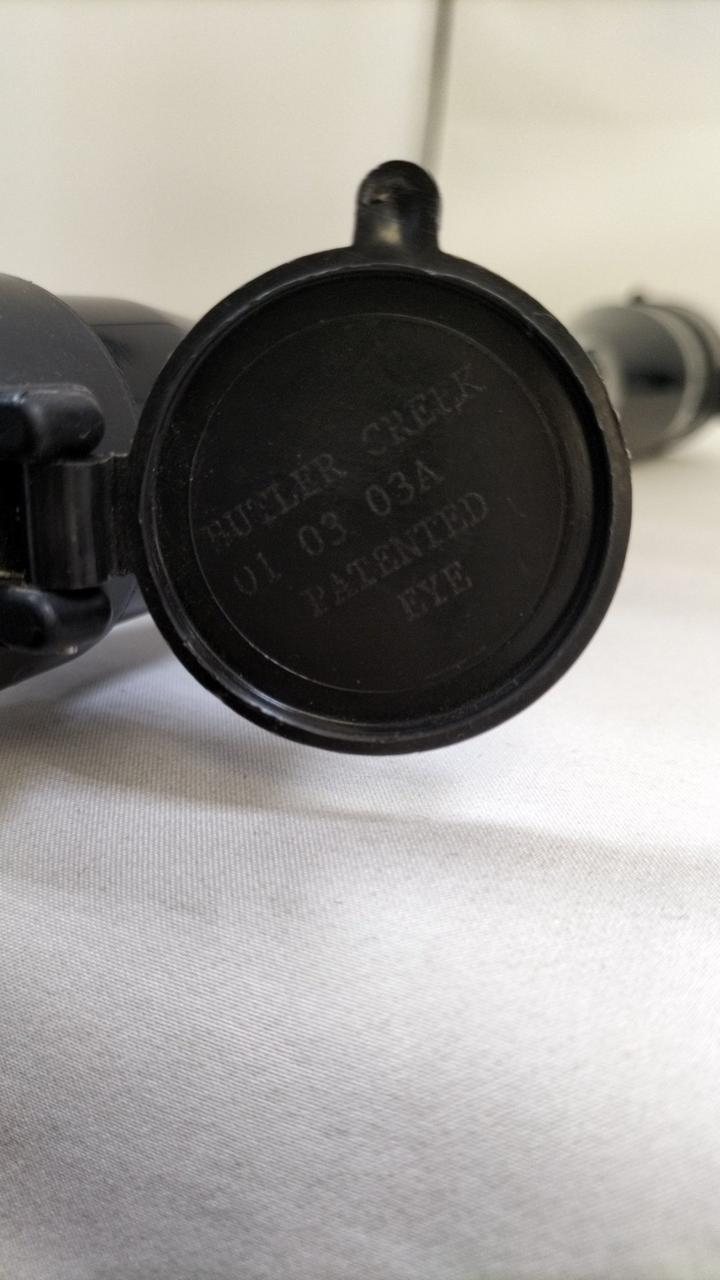 BUTLER CREEK
01 03 03A
PATENTED
EYE